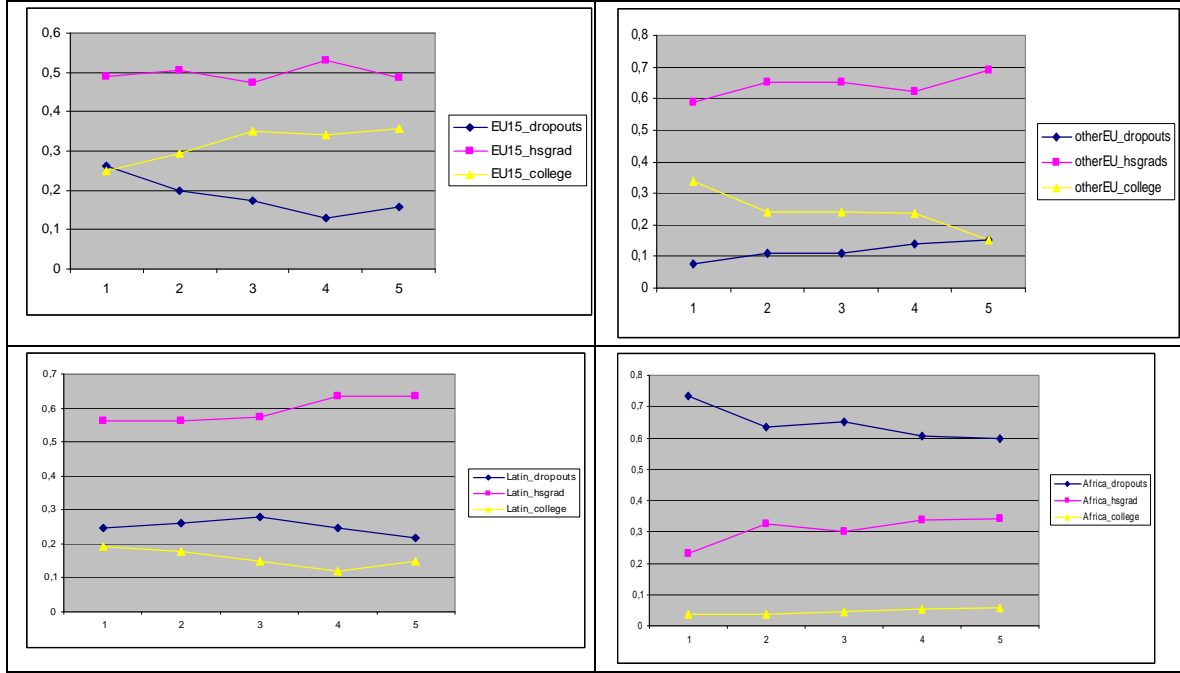 0,6
0,5
0,4
0,3
0,2
0,1
0
1 2 3 4 5
EU15_dropouts
EU15_hsgrad
EU15_college
0,8
0,7
0,6
0,5
0,4
0,3
0,2
0,1
0
1 2 3 4 5
otherEU_dropouts
otherEU_hsgrads
otherEU_college
0,7
0,6
0,5
0,4
0,3
0,2
0,1
0
1 2 3 4 5
Latin_dropouts
Latin_hsgrad
Latin_college
0,8
0,7
0,6
0,5
0,4
0,3
0,2
0,1
0
1 2 3 4 5
Africa_dropouts
Africa_hsgrad
Africa_college